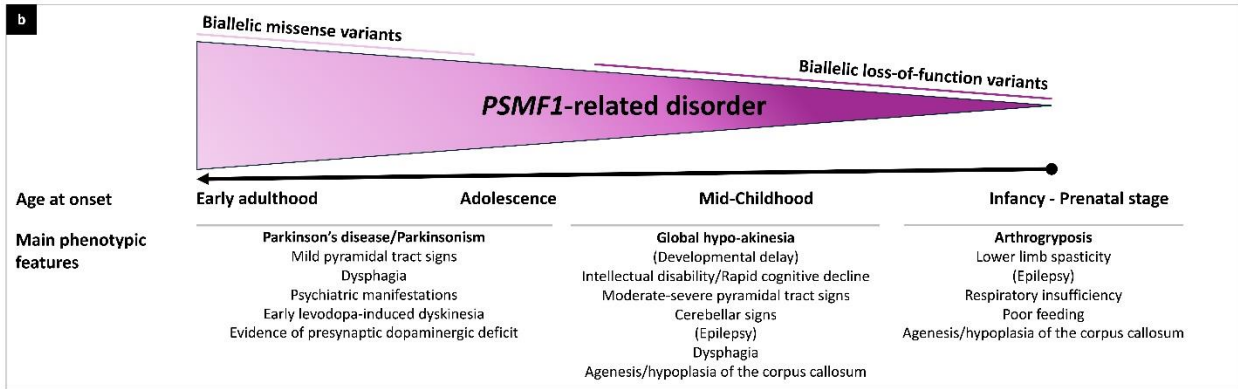 b
Biallelic missense variants
Biallelic loss-of-function variants
PSMF1-related disorder
Age at onset
Early adulthood
Adolescence
Mid-Childhood
Infancy - Prenatal stage
Main phenotypic
features
Parkinson's disease/Parkinsonism
Mild pyramidal tract signs
Dysphagia
Psychiatric manifestations
Early levodopa-induced dyskinesia
Evidence of presynaptic dopaminergic deficit
Global hypo-akinesia
(Developmental delay)
Intellectual disability/Rapid cognitive decline
Moderate-severe pyramidal tract signs
Cerebellar signs
(Epilepsy)
Dysphagia
Agenesis/hypoplasia of the corpus callosum
Arthrogryposis
Lower limb spasticity
(Epilepsy)
Respiratory insufficiency
Poor feeding
Agenesis/hypoplasia of the corpus callosum